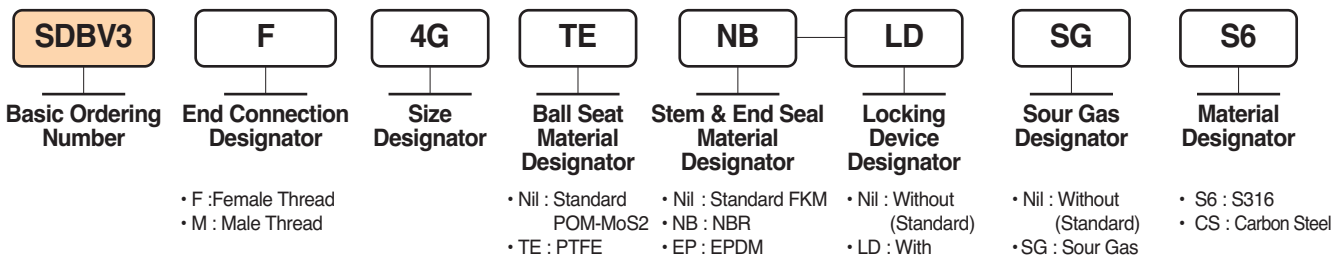 SDBV3 F 4G TE NB LD SG S6
Basic Ordering Number
End Connection Designator
Size Designator
Ball Seat Material Designator
Stem & End Seal Material Designator
Locking Device Designator
Sour Gas Designator
Material Designator
• F :Female Thread
• M : Male Thread
• Nil : Standard
POM-MoS2
• TE : PTFE
• Nil : Standard FKM
• NB : NBR
• EP : EPDM
• Nil : Without
(Standard)
• LD : With
• Nil : Without
(Standard)
• SG : Sour Gas
• S6 : S316
• CS : Carbon Steel